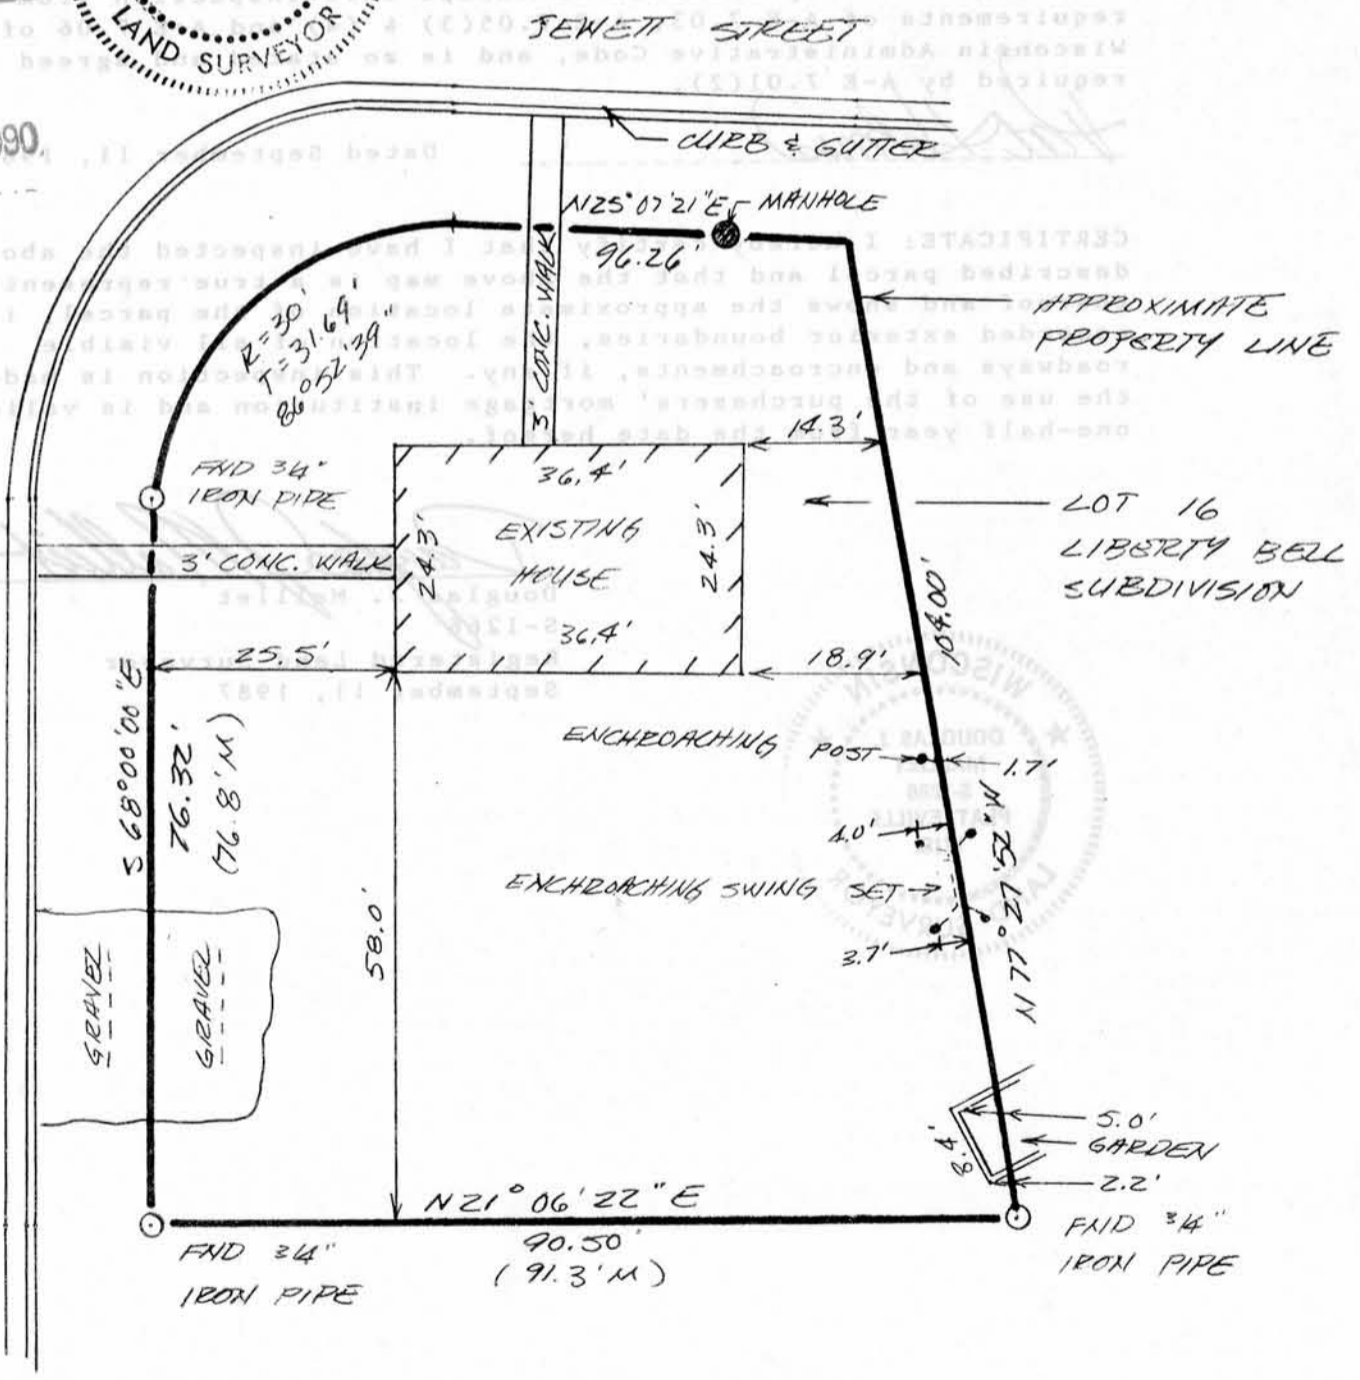 LAND SURVEYOR
JEWETT STREET
990
CURB & GUTTER
N25°07'21"E
MANHOLE
96.26'
APPROXIMATE
PROPERTY LINE
R=30'
T=31.69'
86°52'39"
3' CONC. WALK
14.3'
FND 3/4"
IRON PIPE
36.4'
LOT 16
LIBERTY BELL
SUBDIVISION
EXISTING
HOUSE
24.3'
24.3'
3' CONC. WALK
104.00'
36.4'
25.5'
18.9'
S 68°00'00"E
76.32'
(76.8'M)
ENCHROACHING POST
1.7'
4.0'
N 77°27'52"W
ENCHROACHING SWING SET
3.7'
58.0'
GRAVEL
GRAVEL
5.0'
GARDEN
8.4'
2.2'
N21°06'22"E
90.50'
(91.3'M)
FND 3/4"
IRON PIPE
FND 3/4"
IRON PIPE